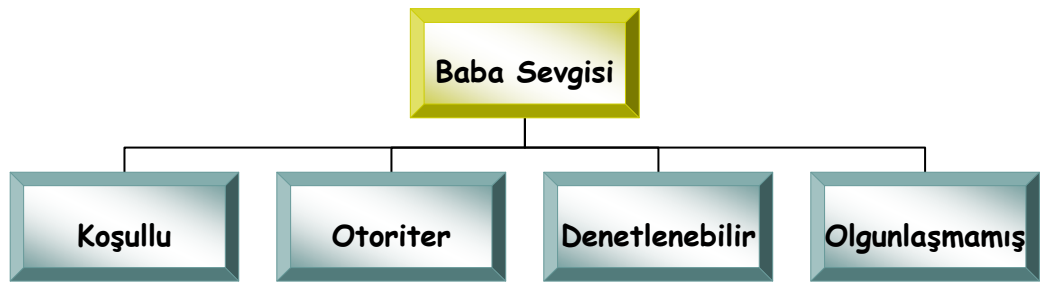 Baba Sevgisi
Koşullu
Otoriter
Denetlenebilir
Olgunlaşmamış